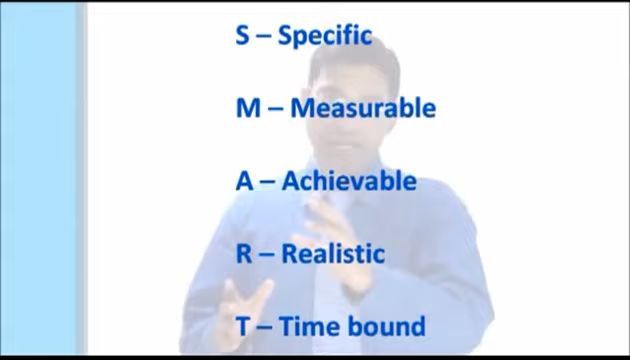 S – Specific
M – Measurable
A – Achievable
R – Realistic
T – Time bound